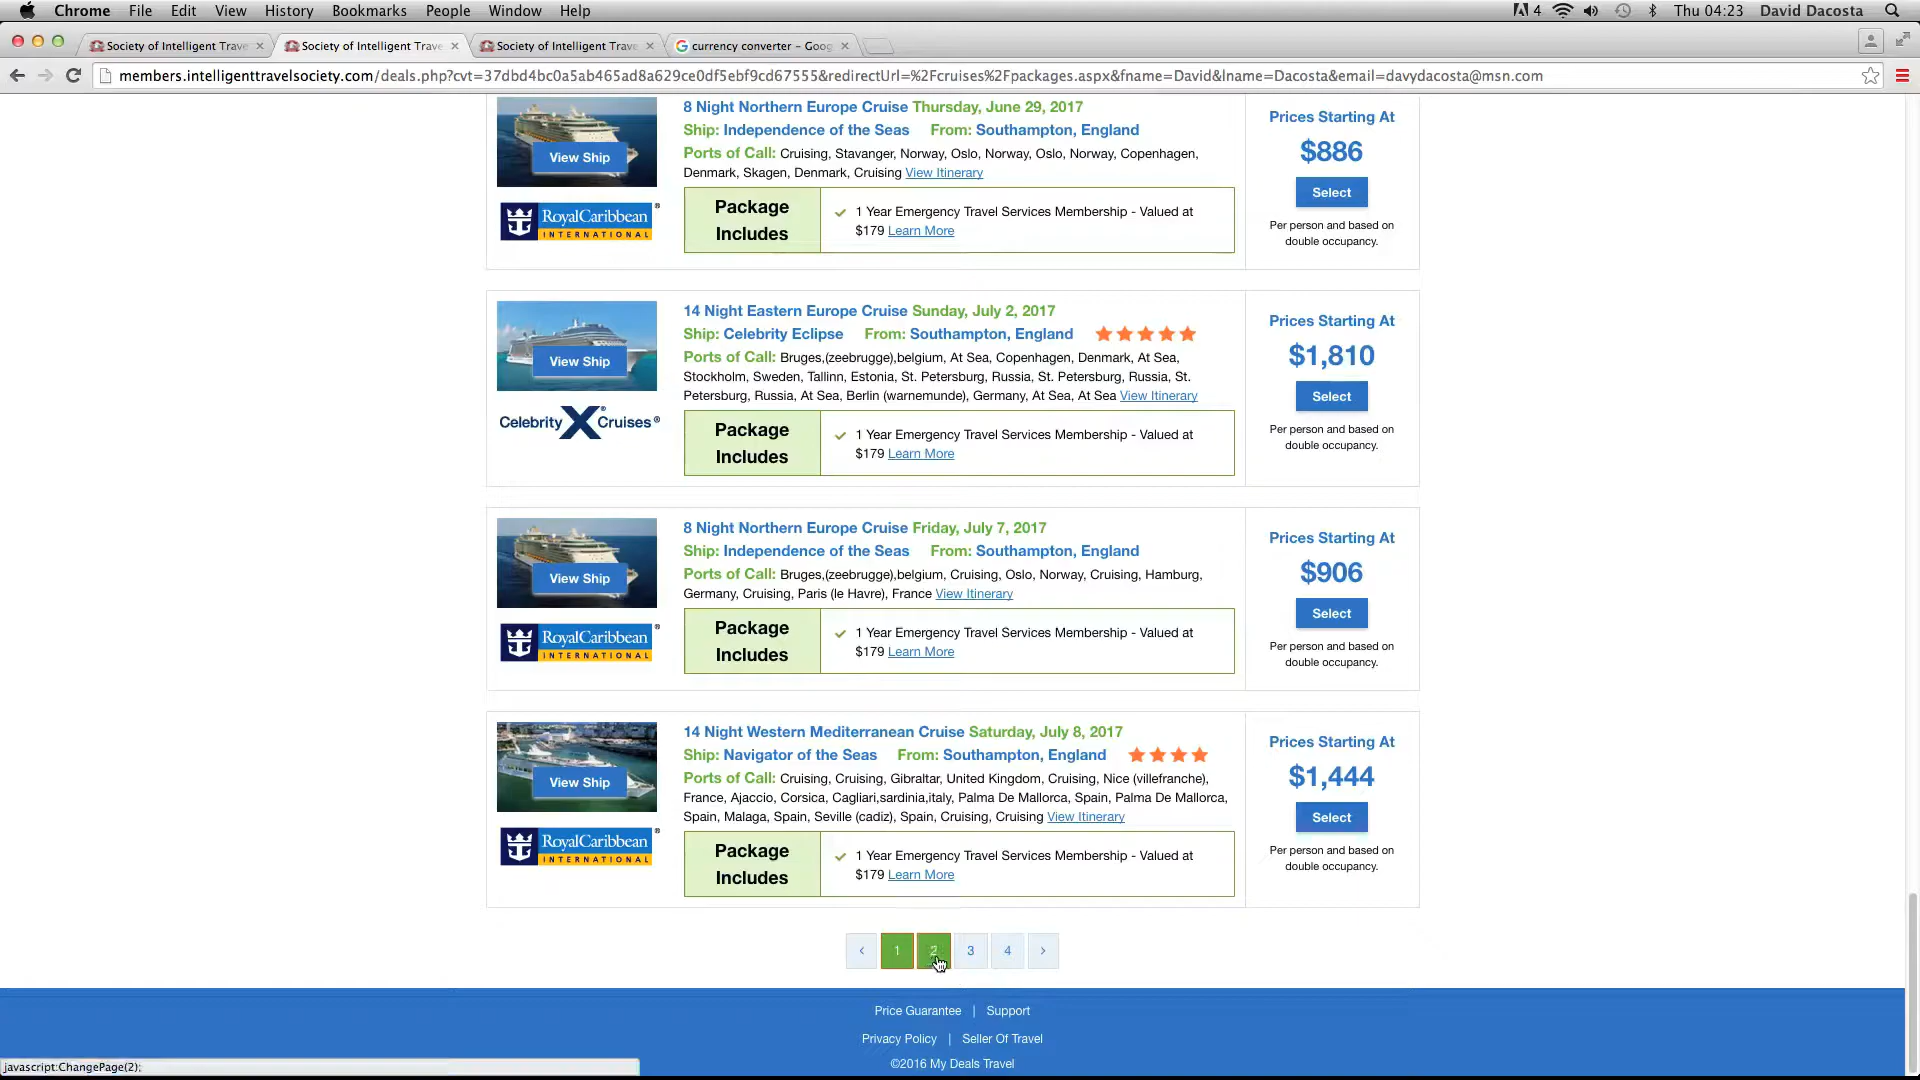 Chrome File Edit View History Bookmarks People Window Help
4 Thu 04:23 David Dacosta
Society of Intelligent Trave × Society of Intelligent Trave × Society of Intelligent Trave × currency converter – Goog ×
members.intelligenttravelsociety.com/deals.php?cvt=37dbd4bc0a5ab465ad8a629ce0df5ebf9cd67555&redirectUrl=%2Fcruises%2Fpackages.aspx&fname=David&lname=Dacosta&email=davydacosta@msn.com
8 Night Northern Europe Cruise Thursday, June 29, 2017
Ship: Independence of the Seas From: Southampton, England
Ports of Call: Cruising, Stavanger, Norway, Oslo, Norway, Oslo, Norway, Copenhagen,
Denmark, Skagen, Denmark, Cruising View Itinerary
View Ship
RoyalCaribbean®
INTERNATIONAL
Package
Includes
1 Year Emergency Travel Services Membership - Valued at
$179 Learn More
Prices Starting At
$886
Select
Per person and based on
double occupancy.
14 Night Eastern Europe Cruise Sunday, July 2, 2017
Ship: Celebrity Eclipse From: Southampton, England
Ports of Call: Bruges,(zeebrugge),belgium, At Sea, Copenhagen, Denmark, At Sea,
Stockholm, Sweden, Tallinn, Estonia, St. Petersburg, Russia, St. Petersburg, Russia, St.
Petersburg, Russia, At Sea, Berlin (warnemunde), Germany, At Sea, At Sea View Itinerary
View Ship
Celebrity X Cruises®
Package
Includes
1 Year Emergency Travel Services Membership - Valued at
$179 Learn More
Prices Starting At
$1,810
Select
Per person and based on
double occupancy.
8 Night Northern Europe Cruise Friday, July 7, 2017
Ship: Independence of the Seas From: Southampton, England
Ports of Call: Bruges,(zeebrugge),belgium, Cruising, Oslo, Norway, Cruising, Hamburg,
Germany, Cruising, Paris (le Havre), France View Itinerary
View Ship
RoyalCaribbean®
INTERNATIONAL
Package
Includes
1 Year Emergency Travel Services Membership - Valued at
$179 Learn More
Prices Starting At
$906
Select
Per person and based on
double occupancy.
14 Night Western Mediterranean Cruise Saturday, July 8, 2017
Ship: Navigator of the Seas From: Southampton, England
Ports of Call: Cruising, Cruising, Gibraltar, United Kingdom, Cruising, Nice (villefranche),
France, Ajaccio, Corsica, Cagliari,sardinia,italy, Palma De Mallorca, Spain, Palma De Mallorca,
Spain, Malaga, Spain, Seville (cadiz), Spain, Cruising, Cruising View Itinerary
View Ship
RoyalCaribbean®
INTERNATIONAL
Package
Includes
1 Year Emergency Travel Services Membership - Valued at
$179 Learn More
Prices Starting At
$1,444
Select
Per person and based on
double occupancy.
‹ 1 2 3 4 ›
Price Guarantee | Support
Privacy Policy | Seller Of Travel
©2016 My Deals Travel
javascript:ChangePage(2);